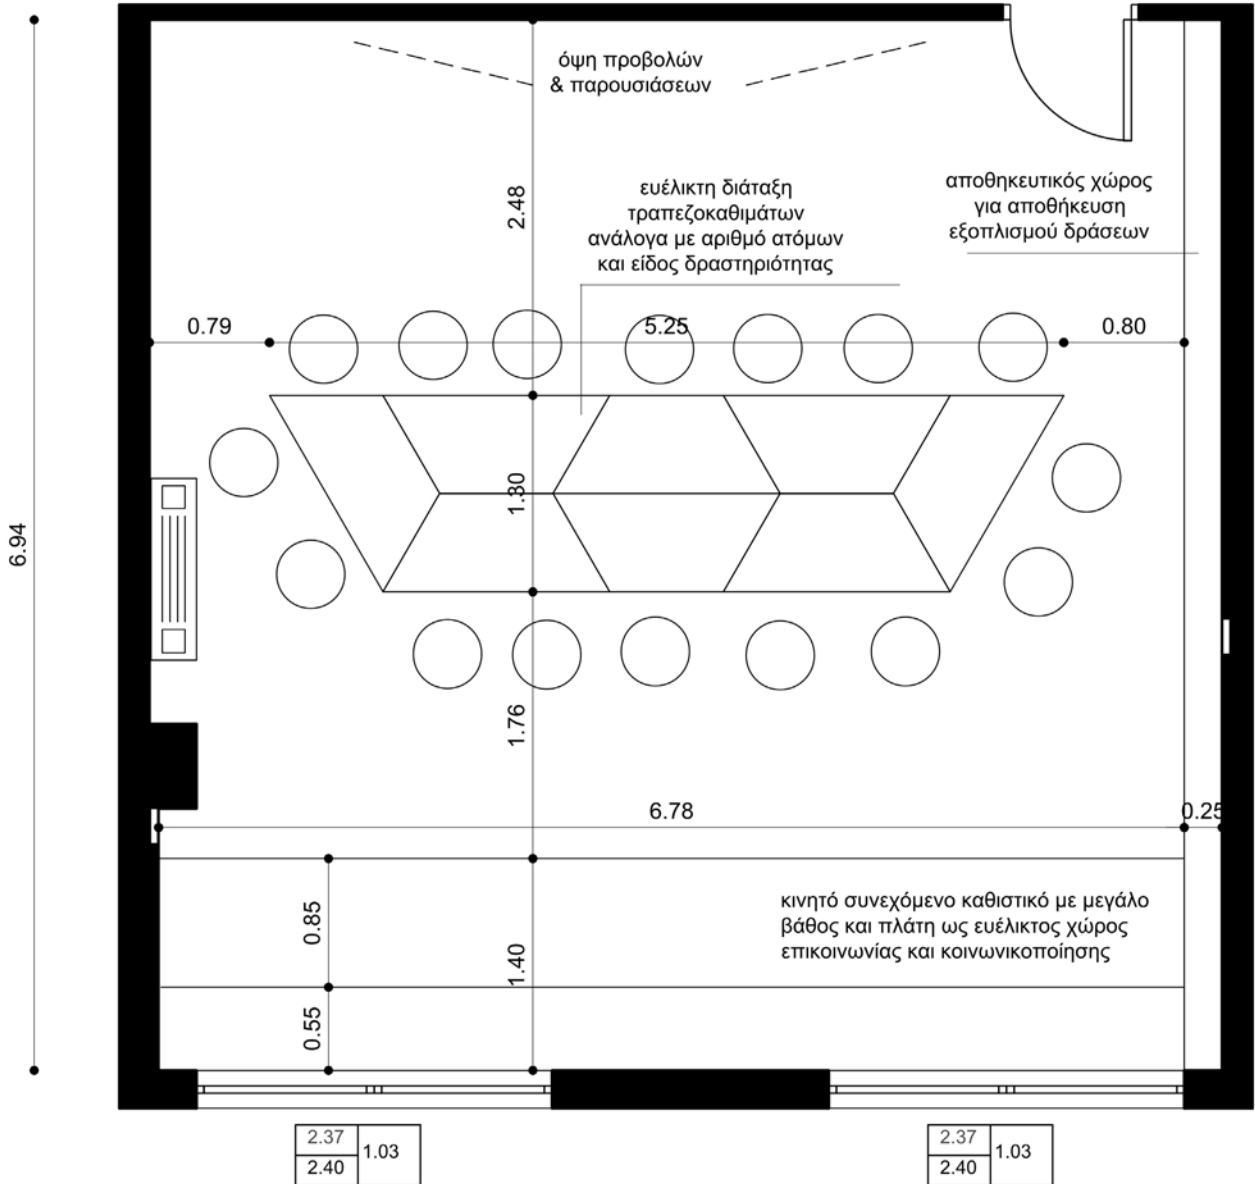 όψη προβολών
& παρουσιάσεων
2.48
ευέλικτη διάταξη
τραπεζοκαθιμάτων
ανάλογα με αριθμό ατόμων
και είδος δραστηριότητας
αποθηκευτικός χώρος
για αποθήκευση
εξοπλισμού δράσεων
0.79
5.25
0.80
1.30
6.94
1.76
6.78
0.25
0.85
1.40
κινητό συνεχόμενο καθιστικό με μεγάλο
βάθος και πλάτη ως ευέλικτος χώρος
επικοινωνίας και κοινωνικοποίησης
0.55
2.37
1.03
2.40
2.37
1.03
2.40